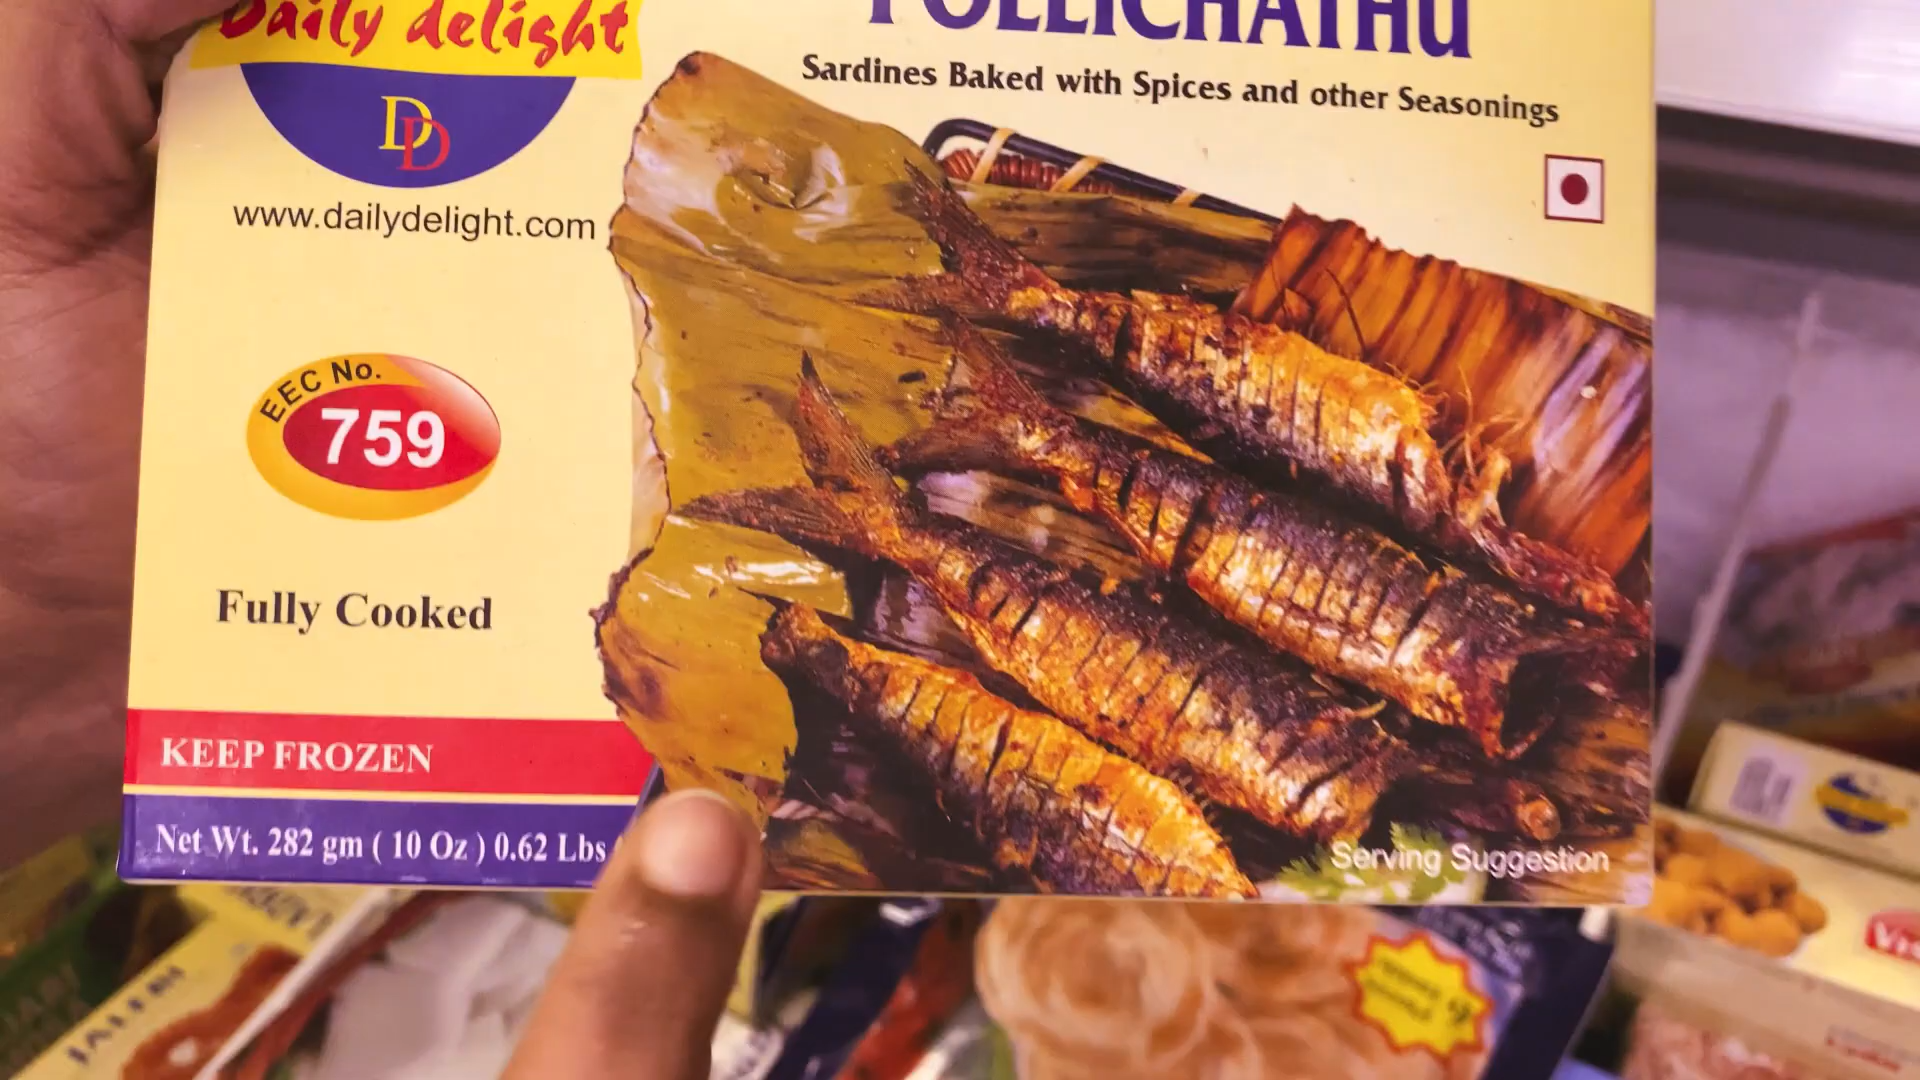 Daily delight
POLLICHATHU
Sardines Baked with Spices and other Seasonings
DD
www.dailydelight.com
EEC No.
759
Fully Cooked
KEEP FROZEN
Net Wt. 282 gm ( 10 Oz ) 0.62 Lbs
Serving Suggestion
JALEBI